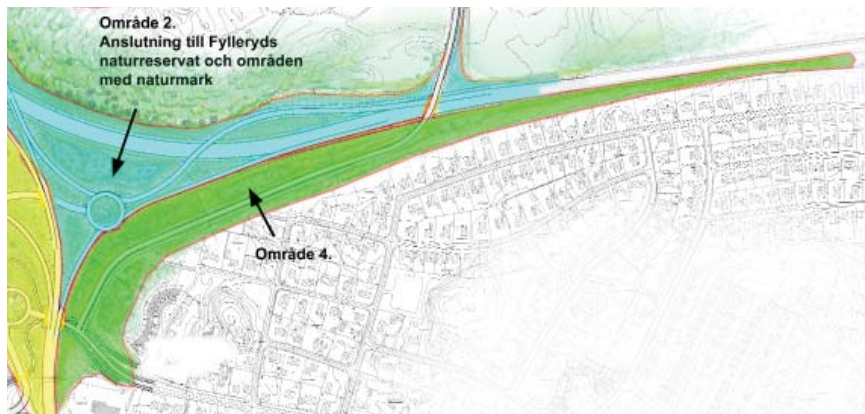 Område 2.
Anslutning till Fylleryds
naturreservat och områden
med naturmark
Område 4.